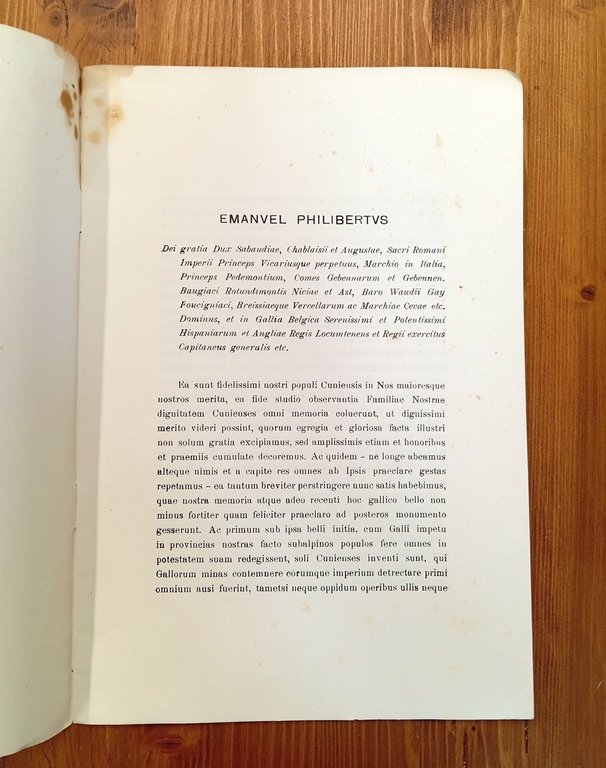 EMANVEL PHILIBERTVS
Dei gratia Dux Sabaudiae, Chablaisii et Augustae, Sacri Romani
Imperii Princeps Vicariusque perpetuus, Marchio in Italia,
Princeps Pedemontium, Comes Gebennarum et Gebennen.
Baugiaci Rotundimontis Niciae et Ast, Baro Waudii Gay
Foucigniaci, Breissiaeque Vercellarum ac Marchiae Cevae etc.
Dominus, et in Gallia Belgica Serenissimi et Potentissimi
Hispaniarum et Angliae Regis Locumtenens et Regii exercitus
Capitaneus generalis etc.
Ea sunt fidelissimi nostri populi Cuniensis in Nos maioresque
nostros merita, ea fide studio observantia Familiae Nostrae
dignitatem Cunienses omni memoria coluerunt, ut dignissimi
merito videri possint, quorum egregia et gloriosa facta illustri
non solum gratia excipiamus, sed amplissimis etiam et honoribus
et praemiis cumulate decoremus. Ac quidem - ne longe abeamus
alteque nimis et a capite res omnes ab Ipsis praeclare gestas
repetamus - ea tantum breviter perstringere nunc satis habebimus,
quae nostra memoria atque adeo recenti hoc gallico bello non
minus fortiter quam feliciter praeclaro ad posteros monumento
gesserunt. Ac primum sub ipsa belli initia, cum Galli impetu
in provincias nostras facto subalpinos populos fere omnes in
potestatem suam redegissent, soli Cunienses inventi sunt, qui
Gallorum minas contemnere eorumque imperium detrectare primi
omnium ausi fuerint, tametsi neque oppidum operibus ullis neque